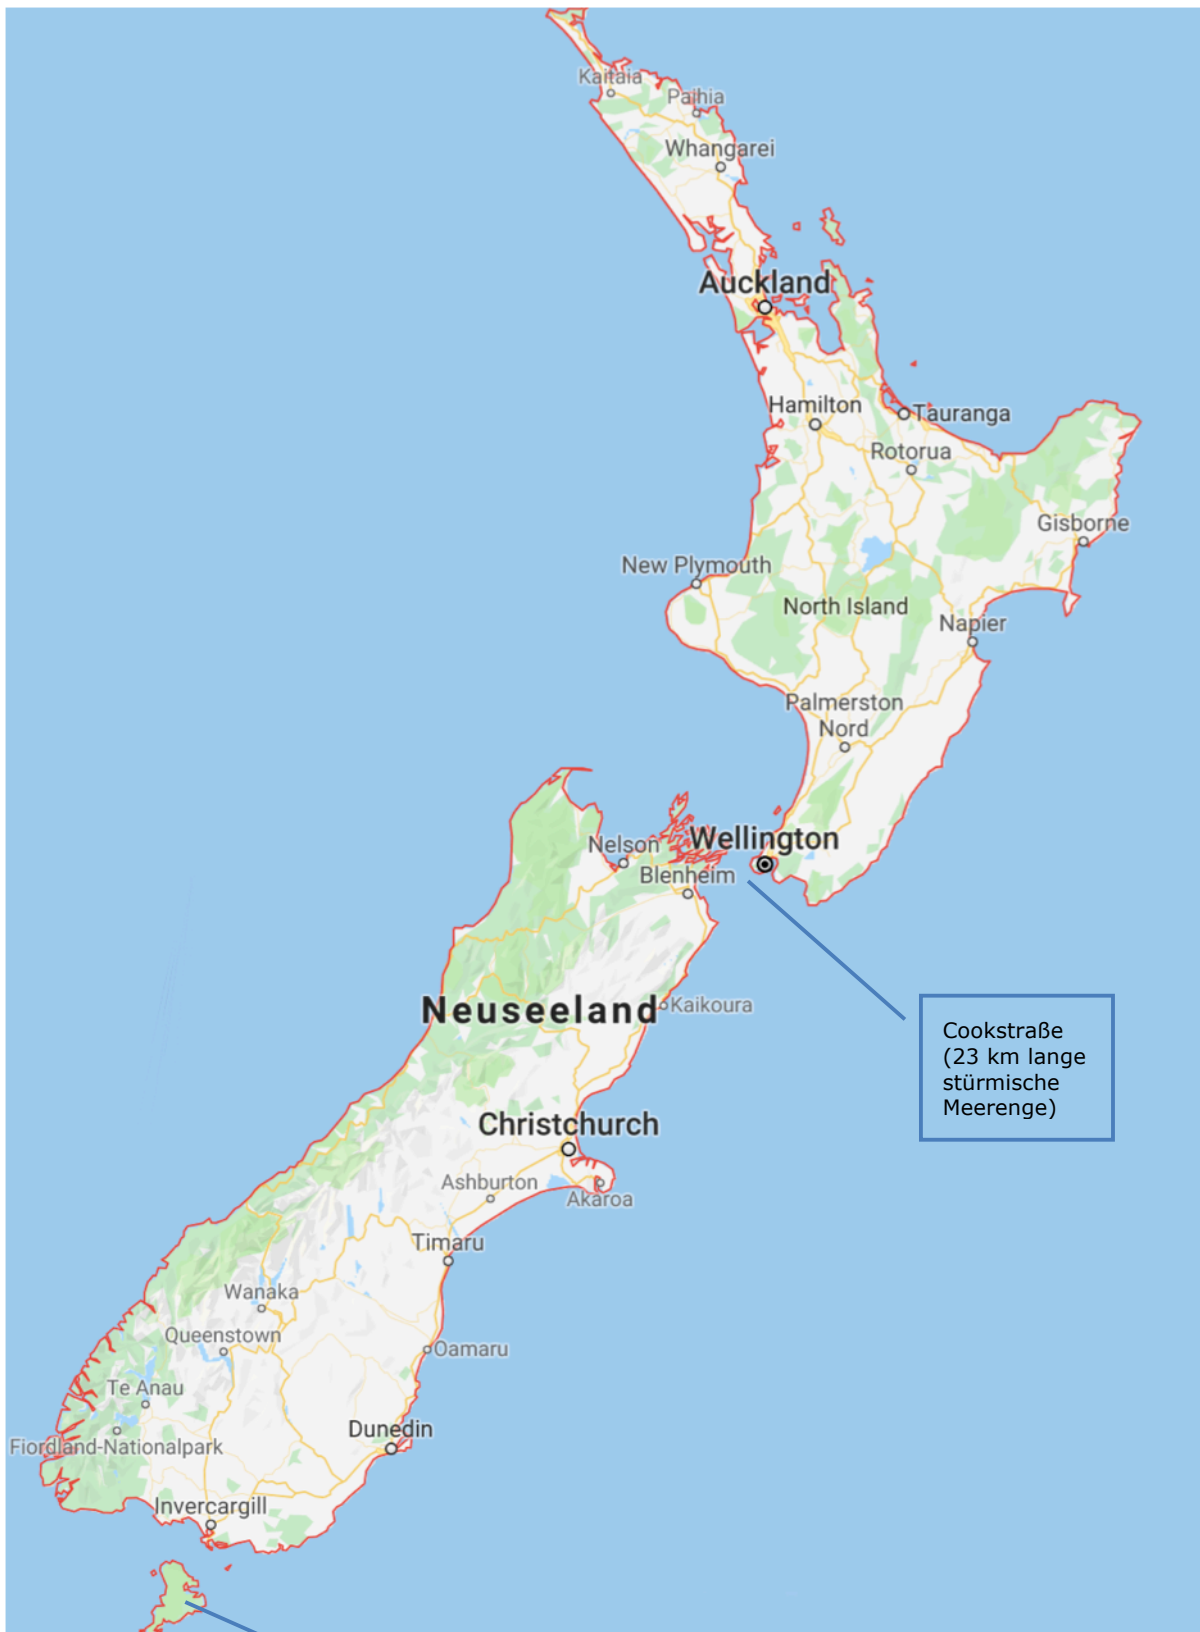 Kaitaia
Paihia
Whangarei
Auckland
Hamilton
Tauranga
Rotorua
Gisborne
New Plymouth
North Island
Napier
Palmerston
Nord
Wellington
Nelson
Blenheim
Neuseeland
Kaikoura
Cookstraße
(23 km lange
stürmische
Meerenge)
Christchurch
Ashburton
Akaroa
Timaru
Wanaka
Queenstown
Oamaru
Te Anau
Dunedin
Fiordland-Nationalpark
Invercargill